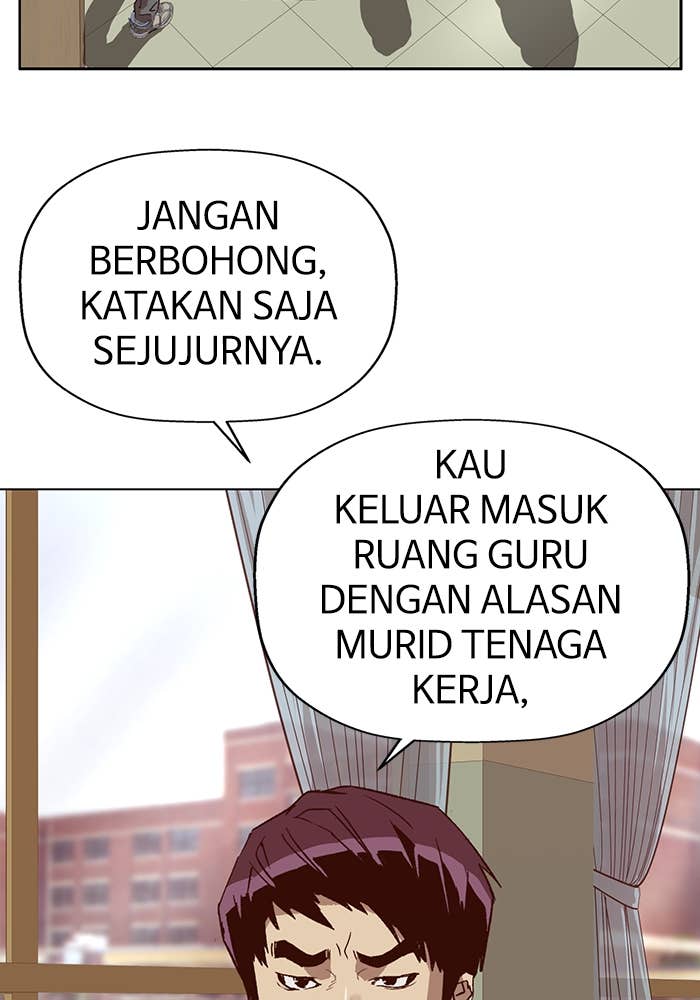 JANGAN
BERBOHONG,
KATAKAN SAJA
SEJUJURNYA.
KAU
KELUAR MASUK
RUANG GURU
DENGAN ALASAN
MURID TENAGA
KERJA,